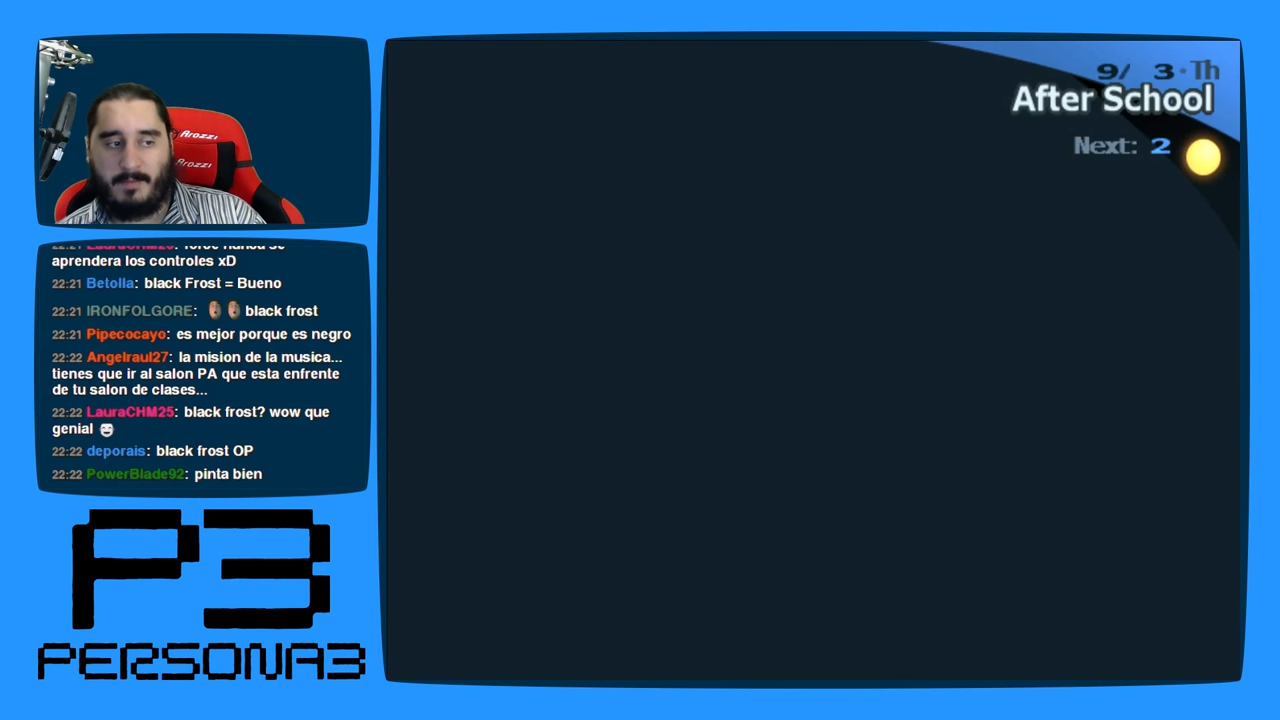 AROZZI
AROZZI
aprendera los controles xD
22:21 Betolla: black Frost = Bueno
22:21 IRONFOLGORE: black frost
22:21 Pipecocayo: es mejor porque es negro
22:22 Angelraul27: la mision de la musica...
tienes que ir al salon PA que esta enfrente
de tu salon de clases...
22:22 LauraCHM25: black frost? wow que
genial
22:22 deporais: black frost OP
22:22 PowerBlade92: pinta bien
P3
PERSONA3
9/ 3·Th
After School
Next: 2